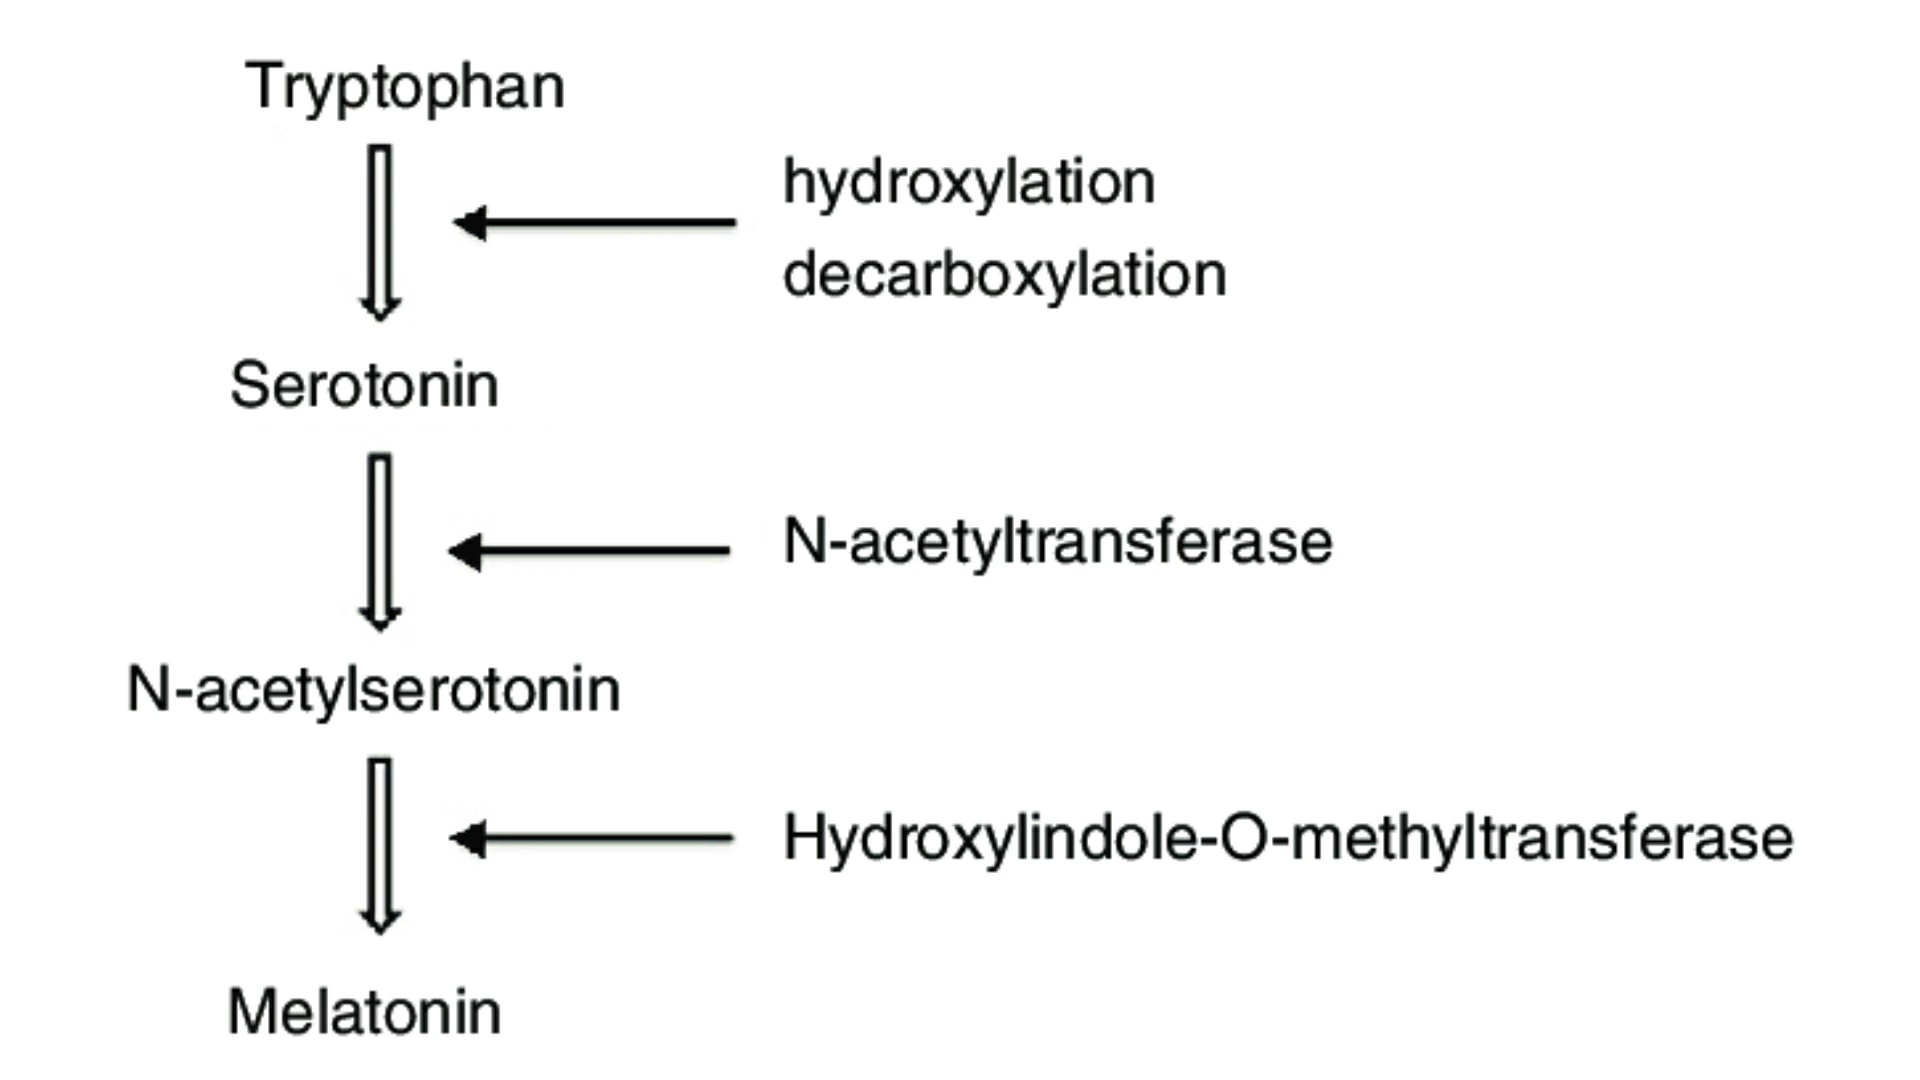 Tryptophan
hydroxylation
decarboxylation
Serotonin
N-acetyltransferase
N-acetylserotonin
Hydroxylindole-O-methyltransferase
Melatonin